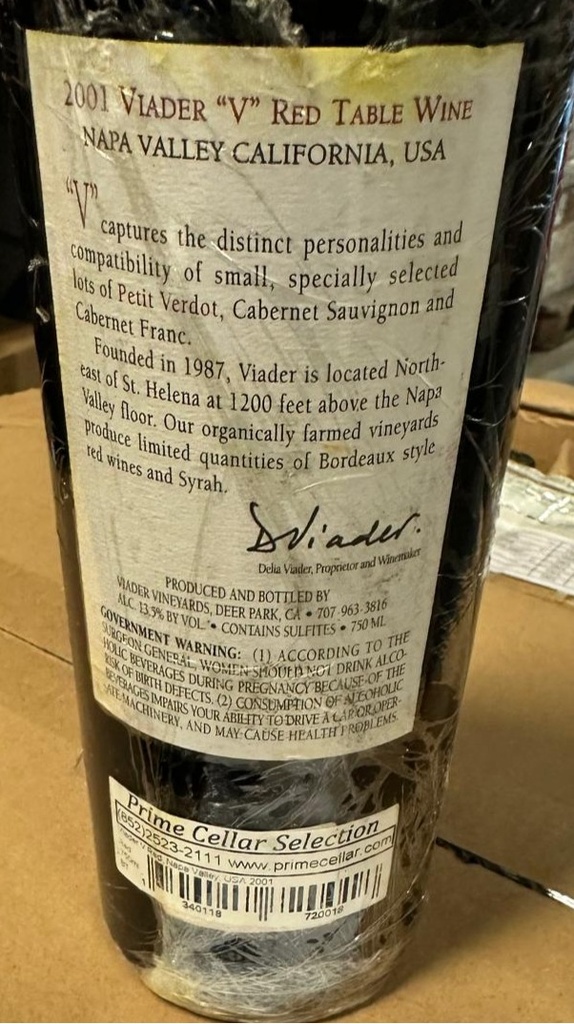 2001 VIADER "V" RED TABLE WINE
NAPA VALLEY CALIFORNIA, USA
"V" captures the distinct personalities and
compatibility of small, specially selected
lots of Petit Verdot, Cabernet Sauvignon and
Cabernet Franc.
Founded in 1987, Viader is located North-
east of St. Helena at 1200 feet above the Napa
Valley floor. Our organically farmed vineyards
produce limited quantities of Bordeaux style
red wines and Syrah.
DViader.
Delia Viader, Proprietor and Winemaker
PRODUCED AND BOTTLED BY
VIADER VINEYARDS, DEER PARK, CA • 707-963-3816
ALC. 13.5% BY VOL • CONTAINS SULFITES • 750 ML
GOVERNMENT WARNING: (1) ACCORDING TO THE
SURGEON GENERAL, WOMEN SHOULD NOT DRINK ALCO-
HOLIC BEVERAGES DURING PREGNANCY BECAUSE OF THE
RISK OF BIRTH DEFECTS. (2) CONSUMPTION OF ALCOHOLIC
BEVERAGES IMPAIRS YOUR ABILITY TO DRIVE A CAR OR OPER-
ATE MACHINERY, AND MAY CAUSE HEALTH PROBLEMS.
Prime Cellar Selection
(852)2523-2111 www.primecellar.com
Red, Napa Valley, USA 2001
1 340118 720018